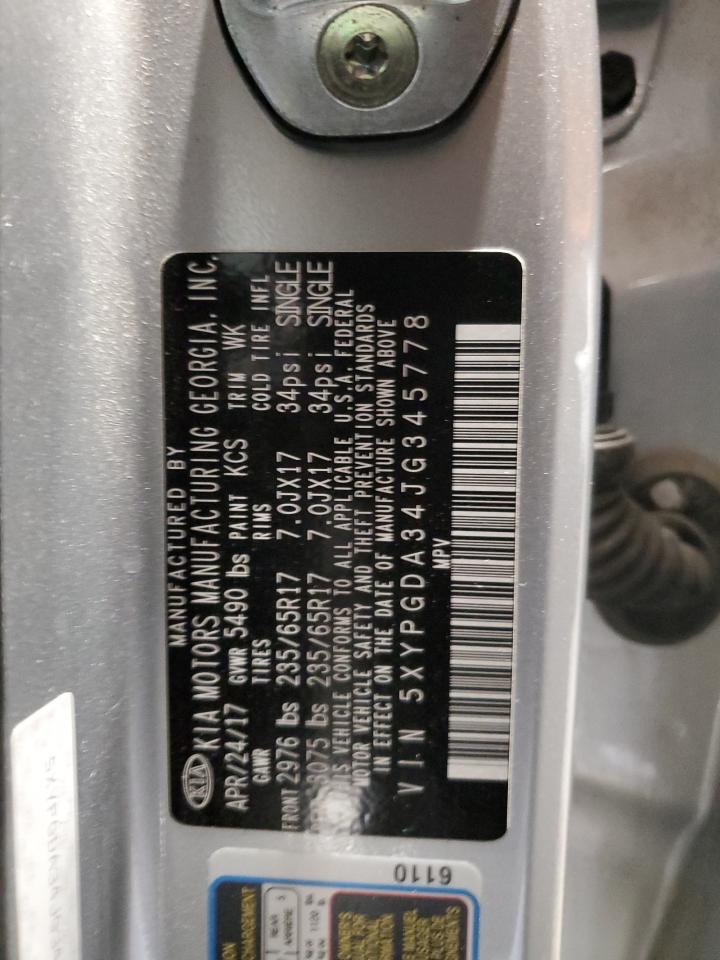 MANUFACTURED BY
KIA KIA MOTORS MANUFACTURING GEORGIA, INC.
APR/24/17 GVWR 5490 lbs PAINT KCS TRIM WK
GAWR TIRES RIMS COLD TIRE INFL
FRONT 2976 lbs 235/65R17 7.0JX17 34psi SINGLE
3075 lbs 235/65R17 7.0JX17 34psi SINGLE
THIS VEHICLE CONFORMS TO ALL APPLICABLE U.S.A. FEDERAL
MOTOR VEHICLE SAFETY AND THEFT PREVENTION STANDARDS
IN EFFECT ON THE DATE OF MANUFACTURE SHOWN ABOVE
VIN 5XYPGDA34JG345778
MPV
6110
REAR